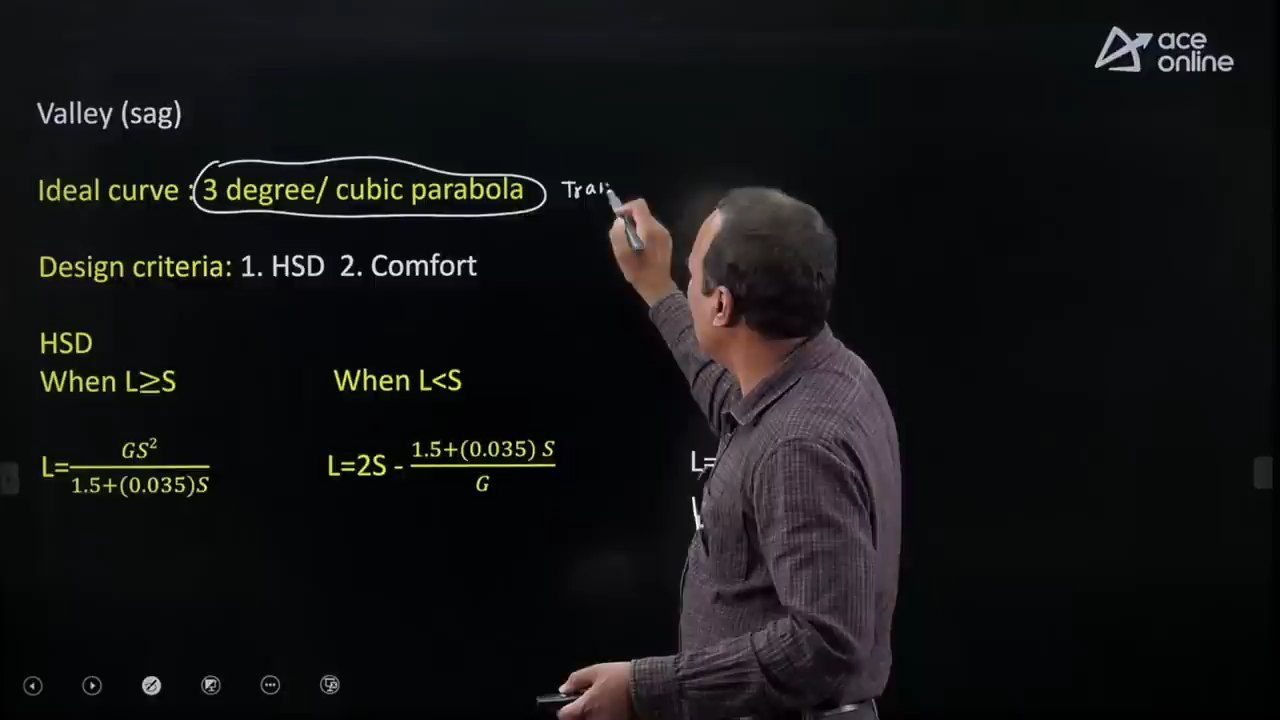 ace
online
Valley (sag)
Ideal curve : 3 degree/ cubic parabola
Design criteria: 1. HSD 2. Comfort
HSD
When L≥S
When L<S
L=GS²/1.5+(0.035)S
L=2S - 1.5+(0.035) S/G
L=